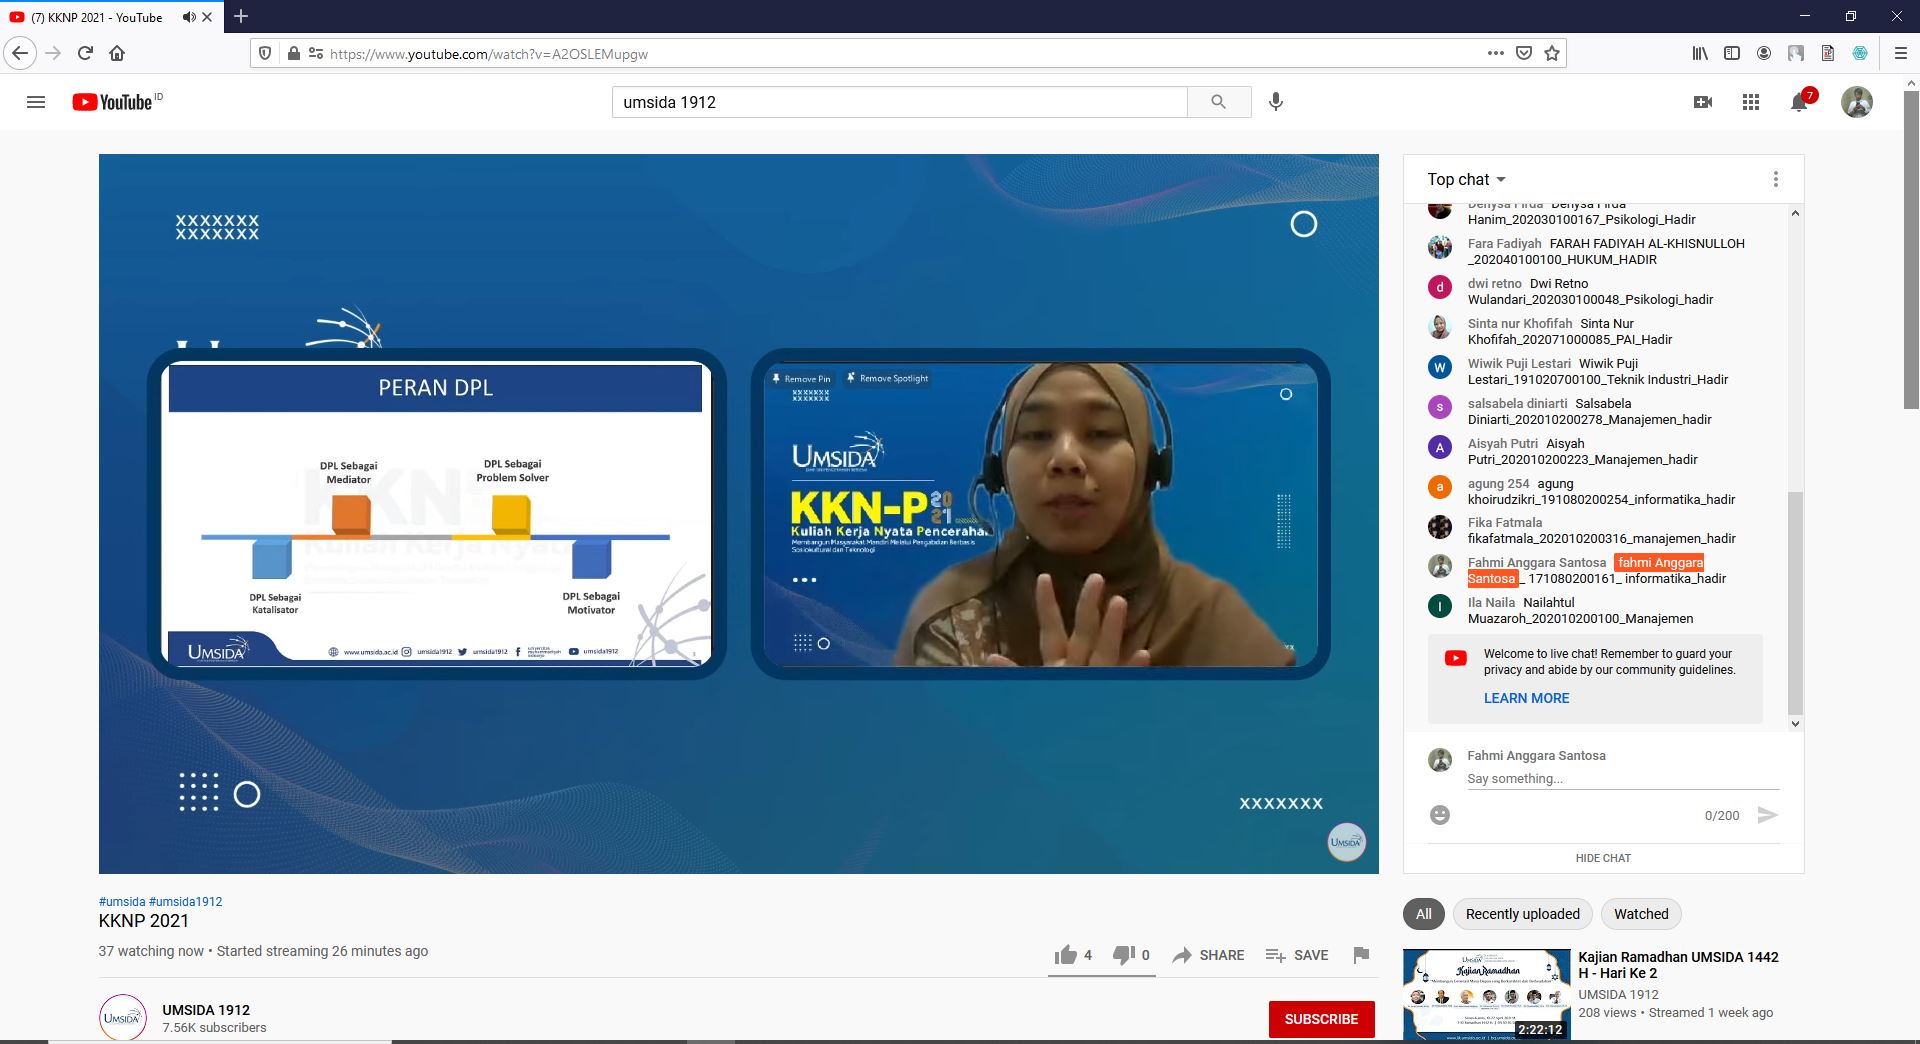 (7) KKNP 2021 - YouTube
https://www.youtube.com/watch?v=A2OSLEMupgw
YouTube ID
umsida 1912
7
XXXXXXX
XXXXXXX
PERAN DPL
DPL Sebagai
Mediator
DPL Sebagai
Problem Solver
DPL Sebagai
Katalisator
DPL Sebagai
Motivator
UMSIDA
www.umsida.ac.id umsida1912 umsida1912 umsida1912
Remove Pin Remove Spotlight
XXXXXXX
XXXXXXX
UMSIDA
KKN-P 2021
Kuliah Kerja Nyata Pencerahan
Membangun Masyarakat Mandiri Melalui Pengabdian Berbasis
Sosiokultural dan Teknologi
XXXXXXX
UMSIDA
Top chat
Denysa Firda Denysa Firda
Hanim_202030100167_Psikologi_Hadir
Fara Fadiyah FARAH FADIYAH AL-KHISNULLOH
_202040100100_HUKUM_HADIR
dwi retno Dwi Retno
Wulandari_202030100048_Psikologi_hadir
Sinta nur Khofifah Sinta Nur
Khofifah_202071000085_PAI_Hadir
W Wiwik Puji Lestari Wiwik Puji
Lestari_191020700100_Teknik Industri_Hadir
s salsabela diniarti Salsabela
Diniarti_202010200278_Manajemen_hadir
A Aisyah Putri Aisyah
Putri_202010200223_Manajemen_hadir
a agung 254 agung
khoirudzikri_191080200254_informatika_hadir
Fika Fatmala
fikafatmala_202010200316_manajemen_hadir
Fahmi Anggara Santosa fahmi Anggara
Santosa _ 171080200161_ informatika_hadir
I Ila Naila Nailahtul
Muazaroh_202010200100_Manajemen
Welcome to live chat! Remember to guard your
privacy and abide by our community guidelines.
LEARN MORE
Fahmi Anggara Santosa
Say something...
0/200
HIDE CHAT
#umsida #umsida1912
KKNP 2021
37 watching now • Started streaming 26 minutes ago
4 0 SHARE SAVE
UMSIDA
UMSIDA 1912
7.56K subscribers
SUBSCRIBE
All Recently uploaded Watched
Kajian Ramadhan
2:22:12
Kajian Ramadhan UMSIDA 1442
H - Hari Ke 2
UMSIDA 1912
208 views • Streamed 1 week ago